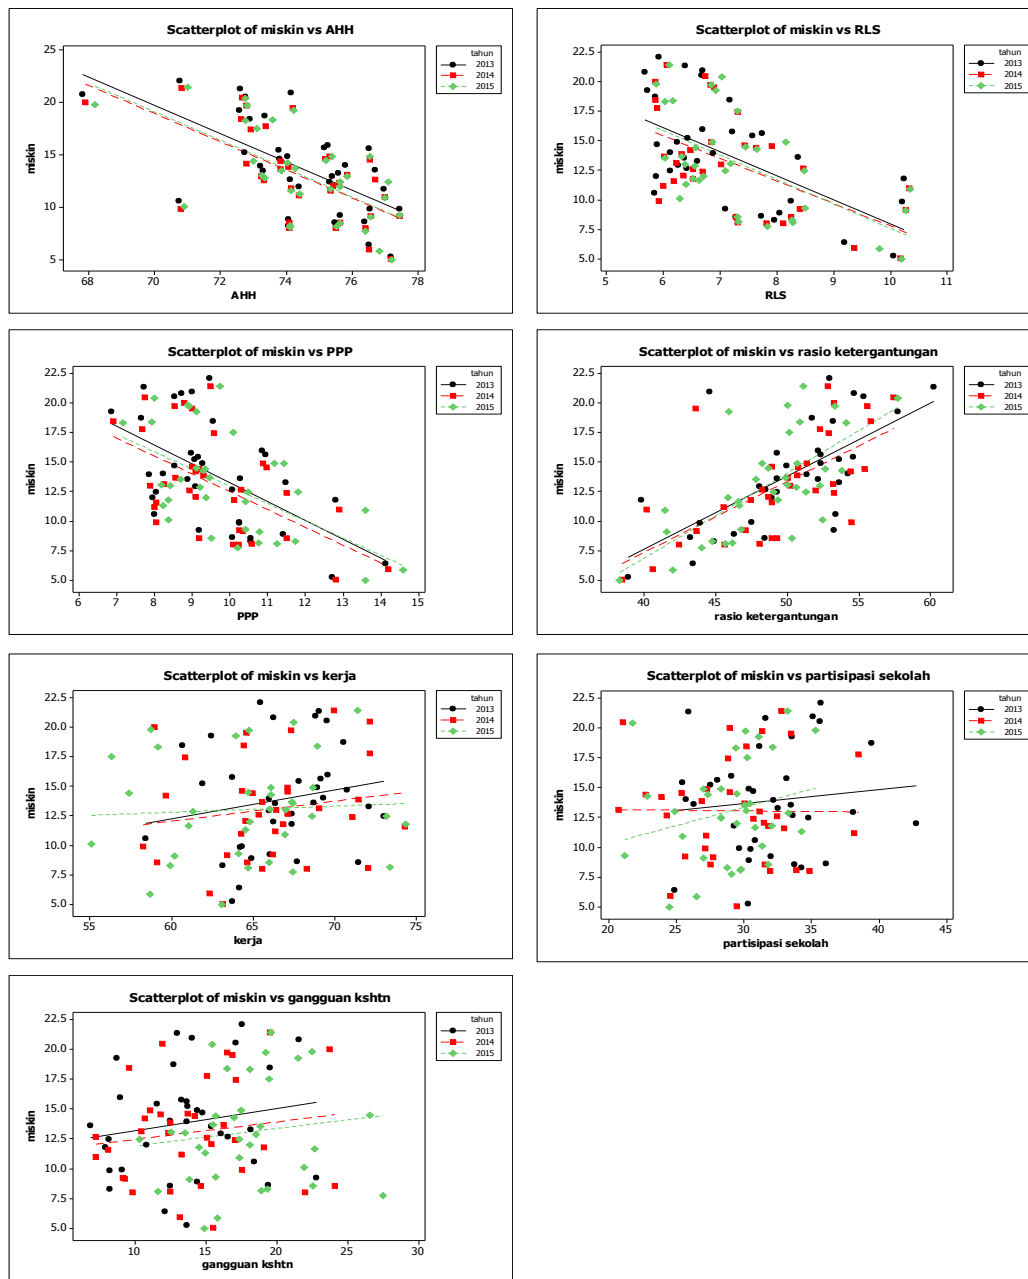 Scatterplot of miskin vs AHH
tahun
2013
2014
2015
25
20
15
10
5
miskin
68 70 72 74 76 78
AHH
Scatterplot of miskin vs RLS
tahun
2013
2014
2015
22.5
20.0
17.5
15.0
12.5
10.0
7.5
5.0
miskin
5 6 7 8 9 10 11
RLS
Scatterplot of miskin vs PPP
tahun
2013
2014
2015
22.5
20.0
17.5
15.0
12.5
10.0
7.5
5.0
miskin
6 7 8 9 10 11 12 13 14 15
PPP
Scatterplot of miskin vs rasio ketergantungan
tahun
2013
2014
2015
22.5
20.0
17.5
15.0
12.5
10.0
7.5
5.0
miskin
40 45 50 55 60
rasio ketergantungan
Scatterplot of miskin vs kerja
tahun
2013
2014
2015
22.5
20.0
17.5
15.0
12.5
10.0
7.5
5.0
miskin
55 60 65 70 75
kerja
Scatterplot of miskin vs partisipasi sekolah
tahun
2013
2014
2015
22.5
20.0
17.5
15.0
12.5
10.0
7.5
5.0
miskin
20 25 30 35 40 45
partisipasi sekolah
Scatterplot of miskin vs gangguan kshtn
tahun
2013
2014
2015
22.5
20.0
17.5
15.0
12.5
10.0
7.5
5.0
miskin
10 15 20 25 30
gangguan kshtn